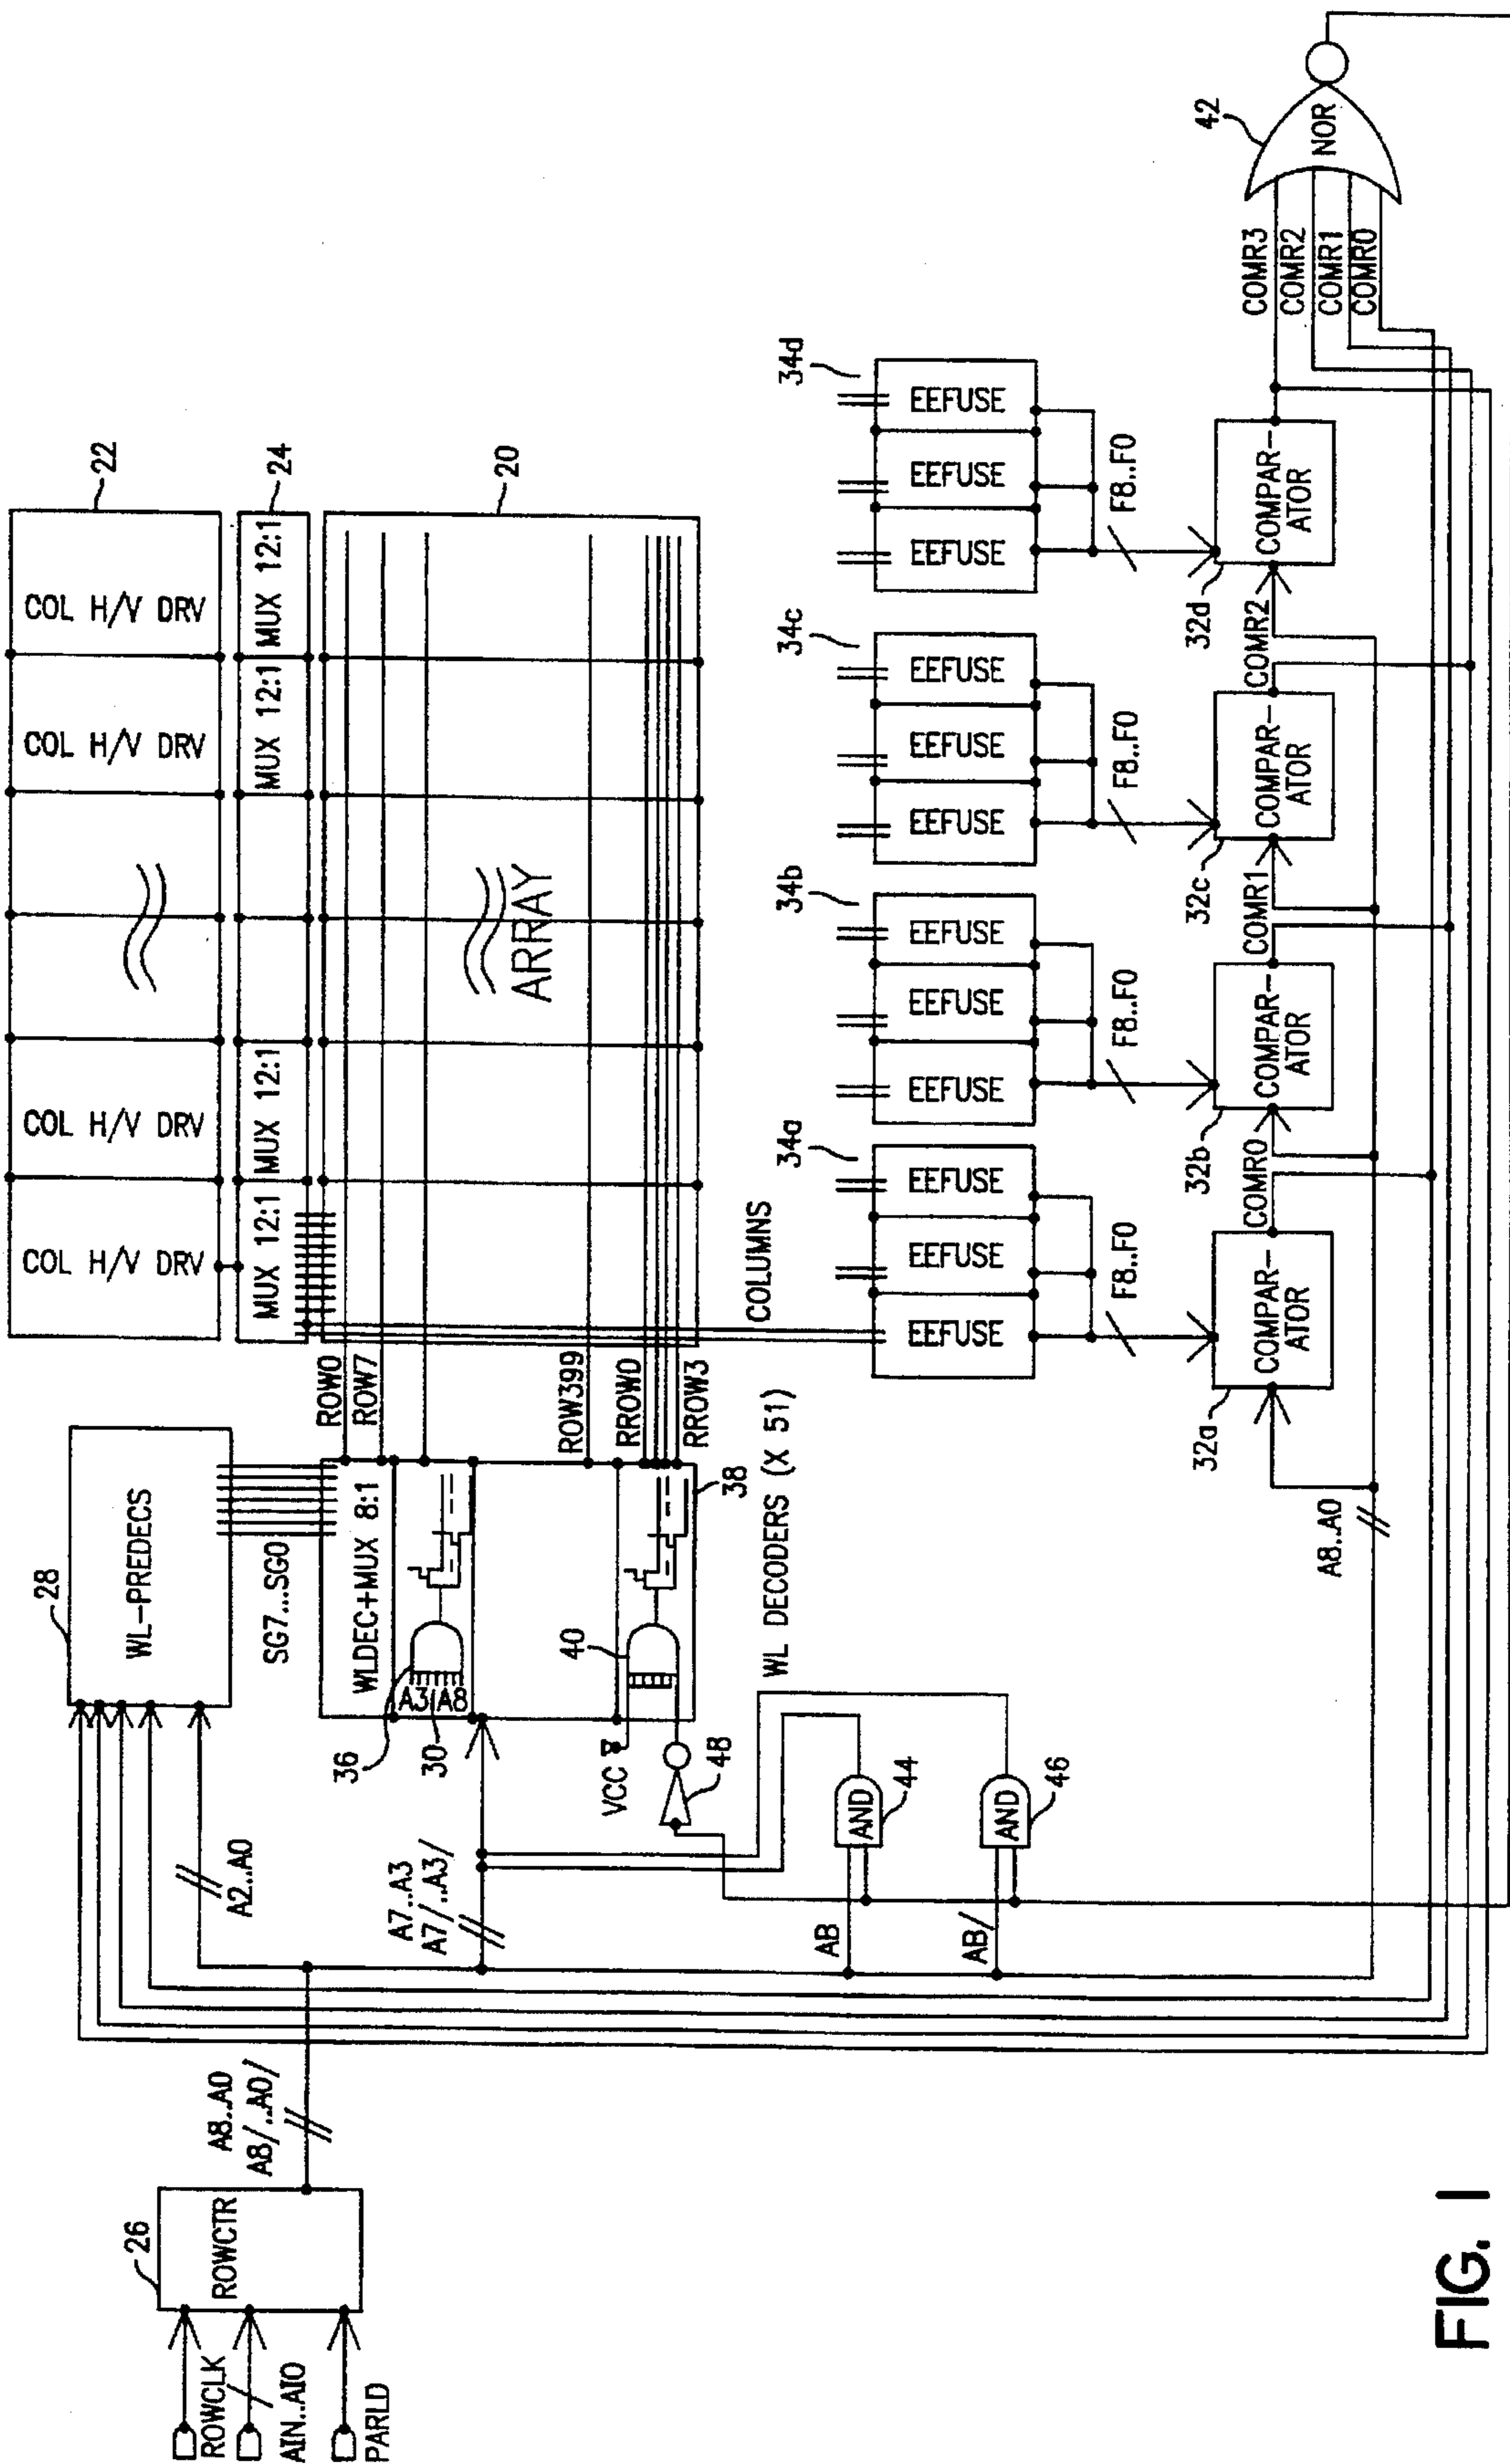 22
COL H/V DRV
COL H/V DRV
COL H/V DRV
COL H/V DRV
24
MUX 12:1
MUX 12:1
MUX 12:1
MUX 12:1
20
ARRAY
28
WL-PREDECS
SG7...SG0
ROW0
ROW7
ROW399
RROW0
RROW3
COLUMNS
WLDEC+MUX 8:1
36
A3
A8
30
40
38
VCC
48
WL DECODERS (X 51)
26
ROWCTR
ROWCLK
AIN..AIO
PARLD
A8..A0
A8/..A0/
A2..A0
A7..A3
A7/..A3/
AB
AND
44
AB/
AND
46
34a
EEFUSE
EEFUSE
EEFUSE
34b
EEFUSE
EEFUSE
EEFUSE
34c
EEFUSE
EEFUSE
EEFUSE
34d
EEFUSE
EEFUSE
EEFUSE
F8..F0
F8..F0
F8..F0
F8..F0
A8..A0
32a
COMPAR-
ATOR
COMR0
32b
COMPAR-
ATOR
COMR1
32c
COMPAR-
ATOR
COMR2
32d
COMPAR-
ATOR
COMR3
COMR2
COMR1
COMR0
NOR
42
FIG. 1